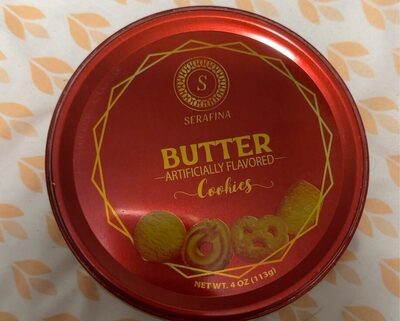 S
SERAFINA
BUTTER
ARTIFICIALLY FLAVORED
Cookies
NET WT. 4 OZ (113g)